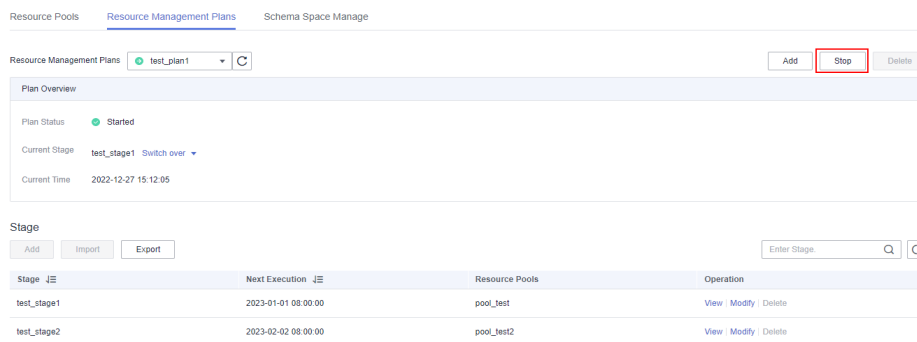 Resource Pools Resource Management Plans Schema Space Manage
Resource Management Plans test_plan1 Add Stop Delete
Plan Overview
Plan Status Started
Current Stage test_stage1 Switch over
Current Time 2022-12-27 15:12:05
Stage
Add Import Export Enter Stage.
Stage Next Execution Resource Pools Operation
test_stage1 2023-01-01 08:00:00 pool_test View Modify Delete
test_stage2 2023-02-02 08:00:00 pool_test2 View Modify Delete